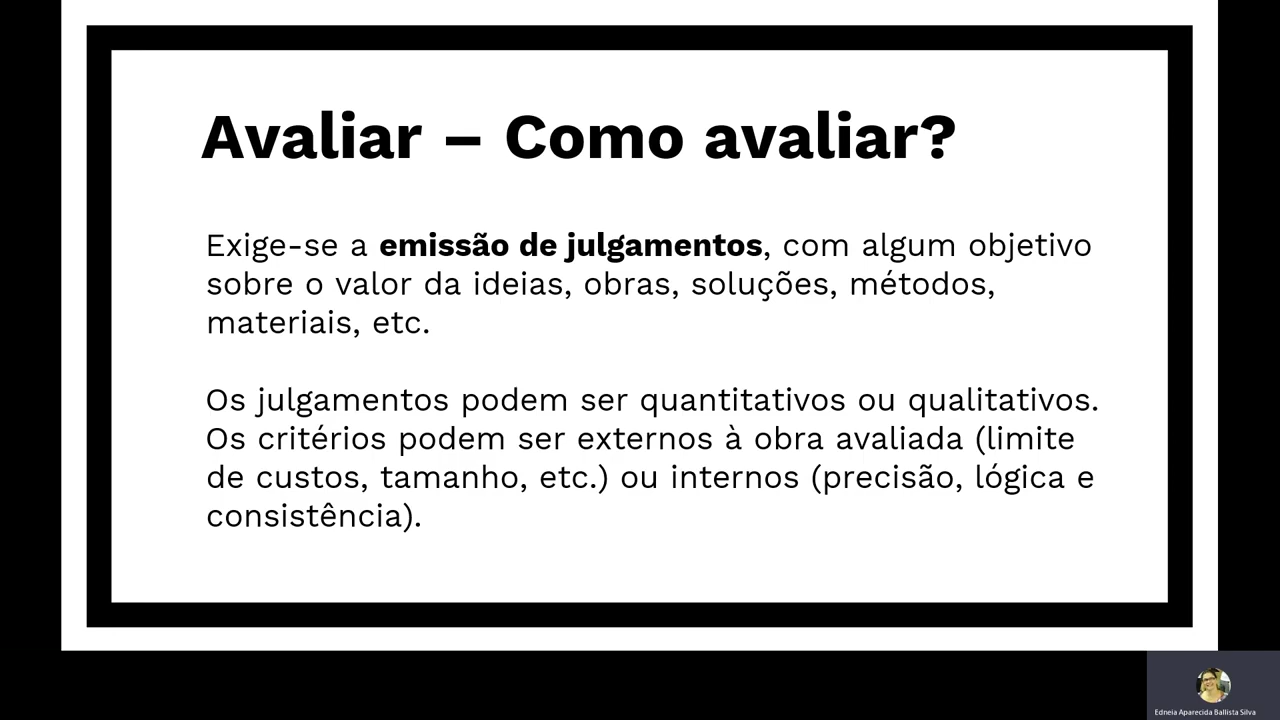 Avaliar – Como avaliar?
Exige-se a emissão de julgamentos, com algum objetivo
sobre o valor da ideias, obras, soluções, métodos,
materiais, etc.
Os julgamentos podem ser quantitativos ou qualitativos.
Os critérios podem ser externos à obra avaliada (limite
de custos, tamanho, etc.) ou internos (precisão, lógica e
consistência).
Edneia Aparecida Ballista Silva